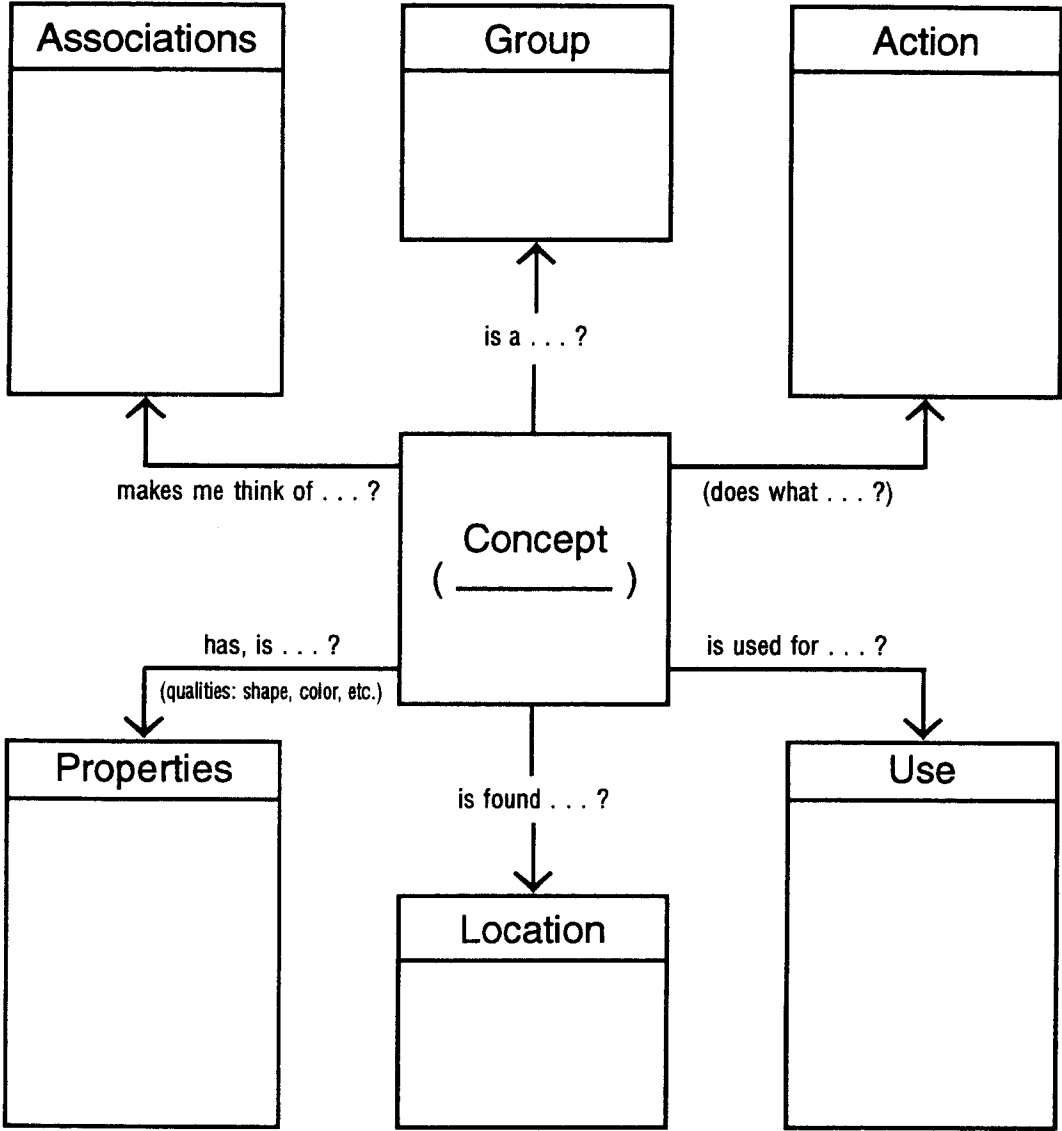 Associations
Group
Action
is a . . . ?
makes me think of . . . ?
(does what . . . ?)
Concept
( ________ )
has, is . . . ?
(qualities: shape, color, etc.)
is used for . . . ?
Properties
is found . . . ?
Use
Location